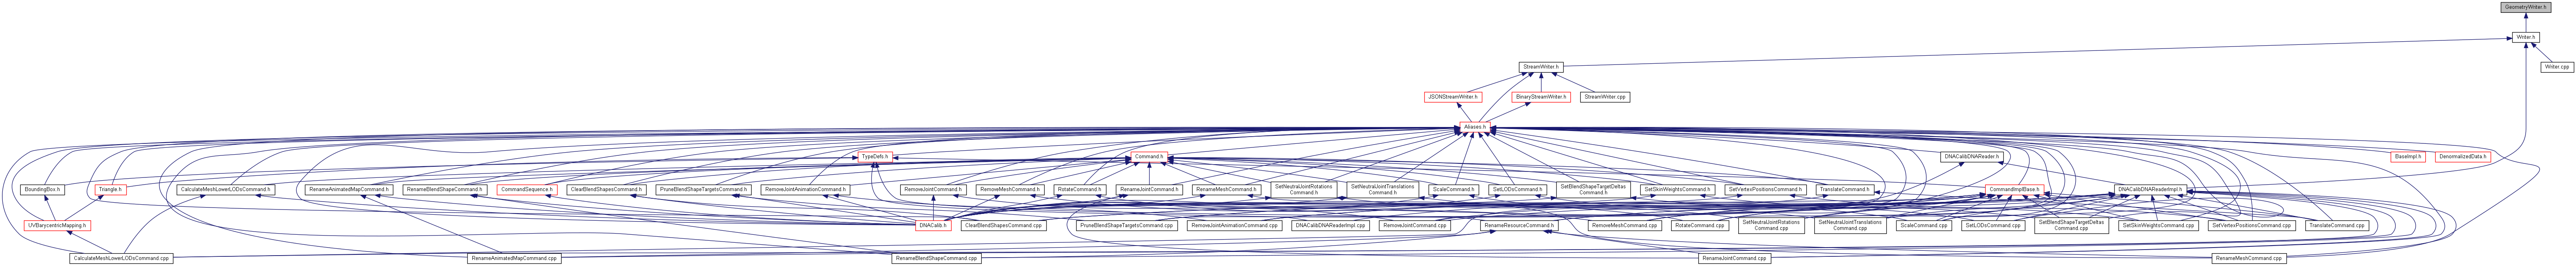 GeometryWriter.h
Writer.h
StreamWriter.h
Writer.cpp
JSONStreamWriter.h
BinaryStreamWriter.h
StreamWriter.cpp
Aliases.h
TypeDefs.h
Command.h
DNACalibDNAReader.h
BaseImpl.h
DenormalizedData.h
BoundingBox.h
Triangle.h
CalculateMeshLowerLODsCommand.h
RenameAnimatedMapCommand.h
RenameBlendShapeCommand.h
CommandSequence.h
ClearBlendShapesCommand.h
PruneBlendShapeTargetsCommand.h
RemoveJointAnimationCommand.h
RemoveJointCommand.h
RemoveMeshCommand.h
RotateCommand.h
RenameJointCommand.h
RenameMeshCommand.h
SetNeutralJointRotations
Command.h
SetNeutralJointTranslations
Command.h
ScaleCommand.h
SetLODsCommand.h
SetBlendShapeTargetDeltas
Command.h
SetSkinWeightsCommand.h
SetVertexPositionsCommand.h
TranslateCommand.h
CommandImplBase.h
DNACalibDNAReaderImpl.h
UVBarycentricMapping.h
DNACalib.h
ClearBlendShapesCommand.cpp
PruneBlendShapeTargetsCommand.cpp
RemoveJointAnimationCommand.cpp
DNACalibDNAReaderImpl.cpp
RemoveJointCommand.cpp
RenameResourceCommand.h
RemoveMeshCommand.cpp
RotateCommand.cpp
SetNeutralJointRotations
Command.cpp
SetNeutralJointTranslations
Command.cpp
ScaleCommand.cpp
SetLODsCommand.cpp
SetBlendShapeTargetDeltas
Command.cpp
SetSkinWeightsCommand.cpp
SetVertexPositionsCommand.cpp
TranslateCommand.cpp
CalculateMeshLowerLODsCommand.cpp
RenameAnimatedMapCommand.cpp
RenameBlendShapeCommand.cpp
RenameJointCommand.cpp
RenameMeshCommand.cpp